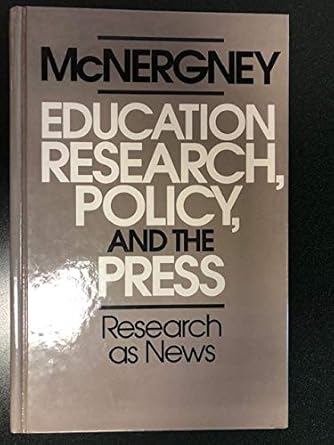 McNERGNEY
EDUCATION
RESEARCH,
POLICY,
AND THE
PRESS
Research
as News